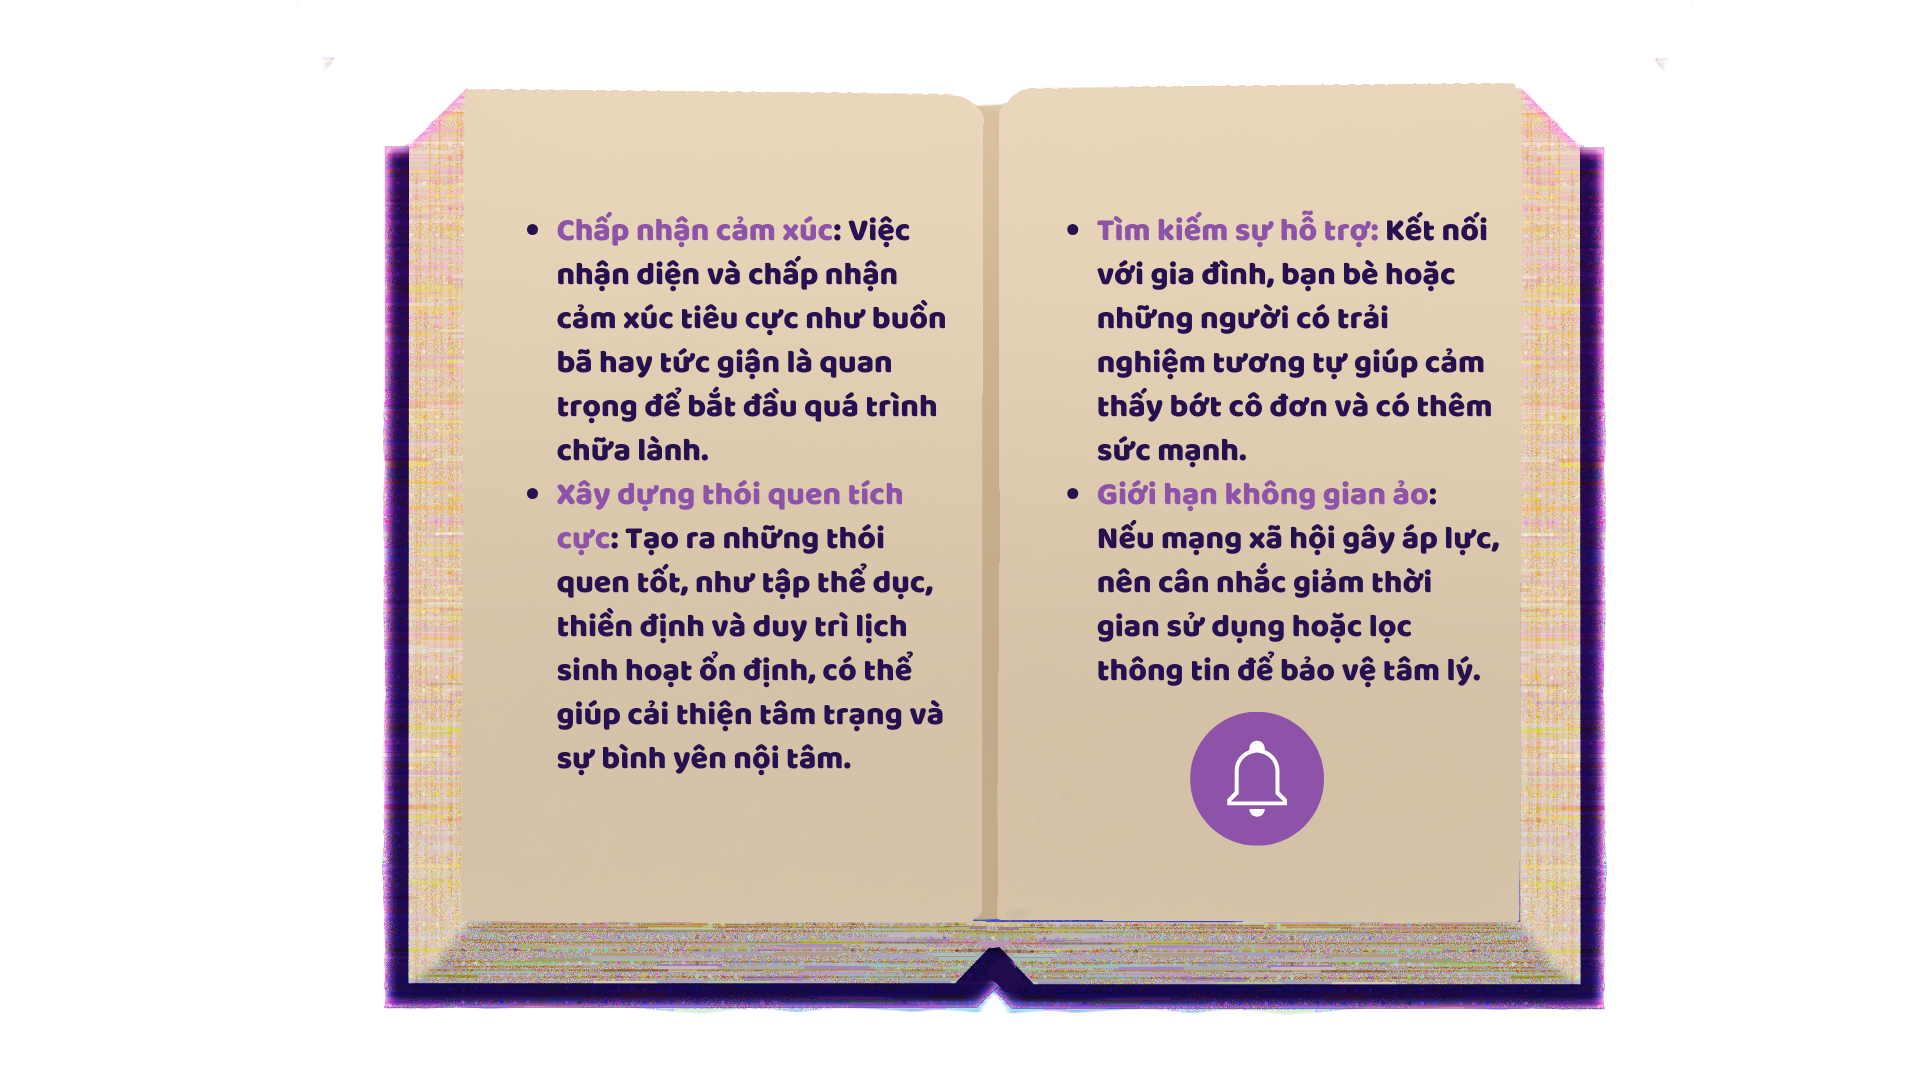 • Chấp nhận cảm xúc: Việc
nhận diện và chấp nhận
cảm xúc tiêu cực như buồn
bã hay tức giận là quan
trọng để bắt đầu quá trình
chữa lành.
• Xây dựng thói quen tích
cực: Tạo ra những thói
quen tốt, như tập thể dục,
thiền định và duy trì lịch
sinh hoạt ổn định, có thể
giúp cải thiện tâm trạng và
sự bình yên nội tâm.
• Tìm kiếm sự hỗ trợ: Kết nối
với gia đình, bạn bè hoặc
những người có trải
nghiệm tương tự giúp cảm
thấy bớt cô đơn và có thêm
sức mạnh.
• Giới hạn không gian ảo:
Nếu mạng xã hội gây áp lực,
nên cân nhắc giảm thời
gian sử dụng hoặc lọc
thông tin để bảo vệ tâm lý.